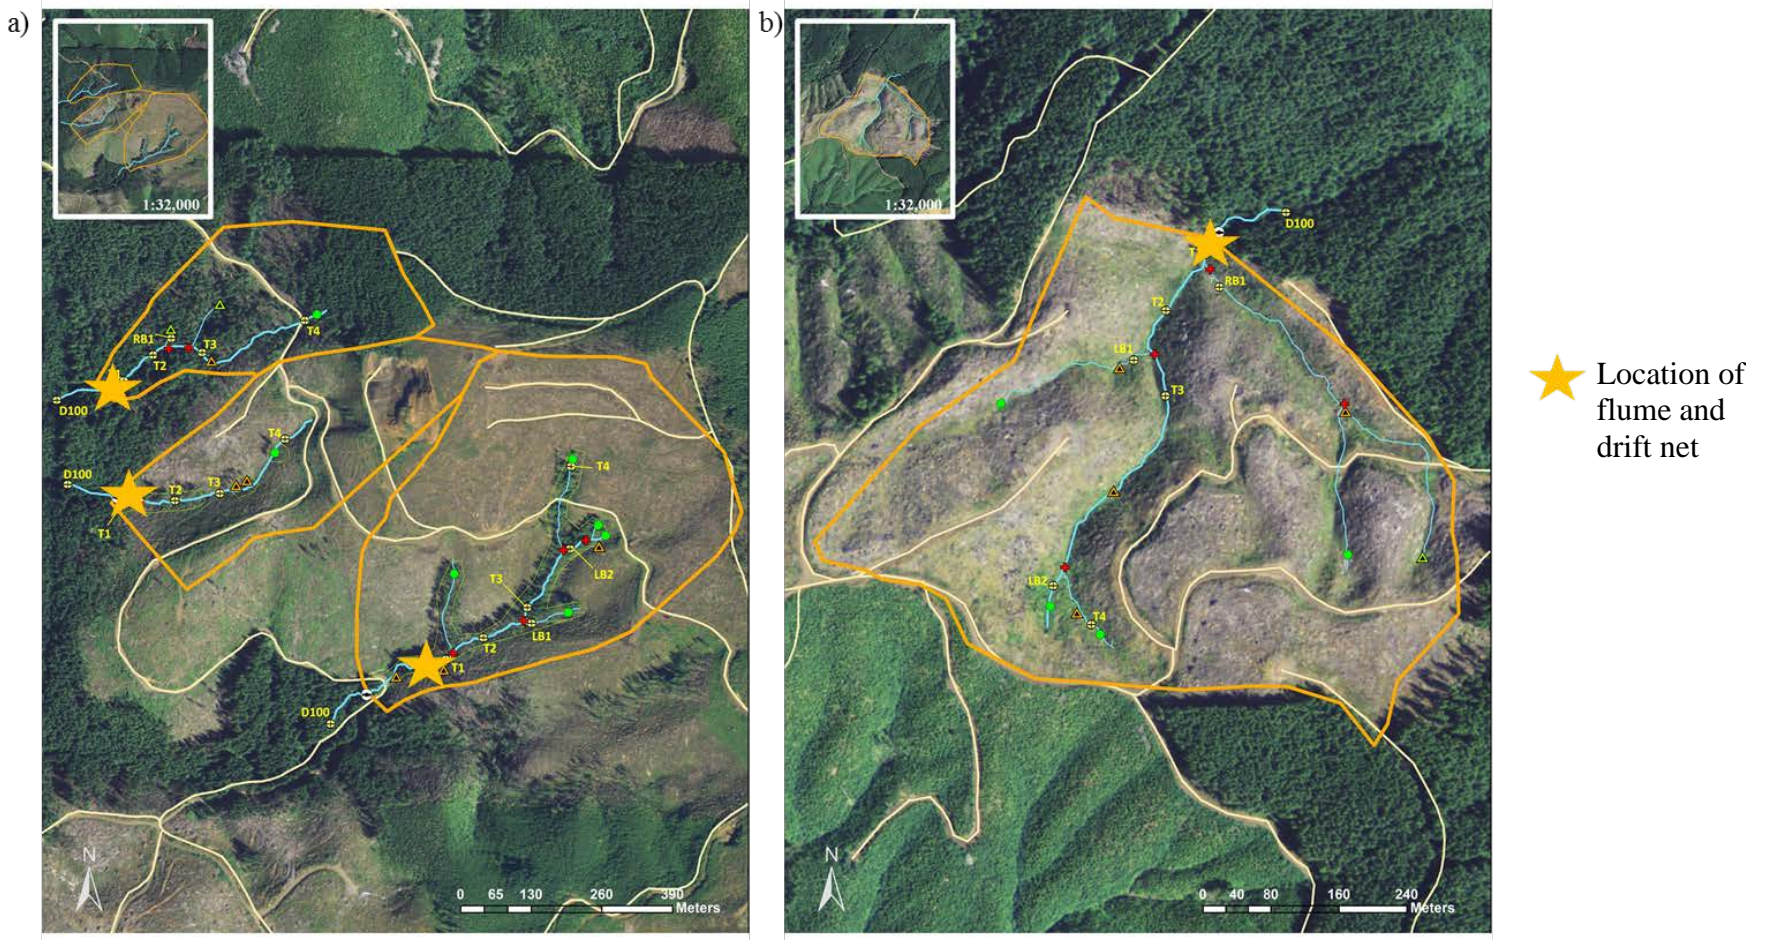 a)
1:32,000
RB1
T2
T3
T4
D100
T4
D100
T2
T3
T1
T4
T3
LB2
LB1
T2
T1
D100
N
0 65 130 260 390
Meters
b)
1:32,000
D100
T
RB1
T2
LB1
T3
LB2
T4
N
0 40 80 160 240
Meters
Location of
flume and
drift net